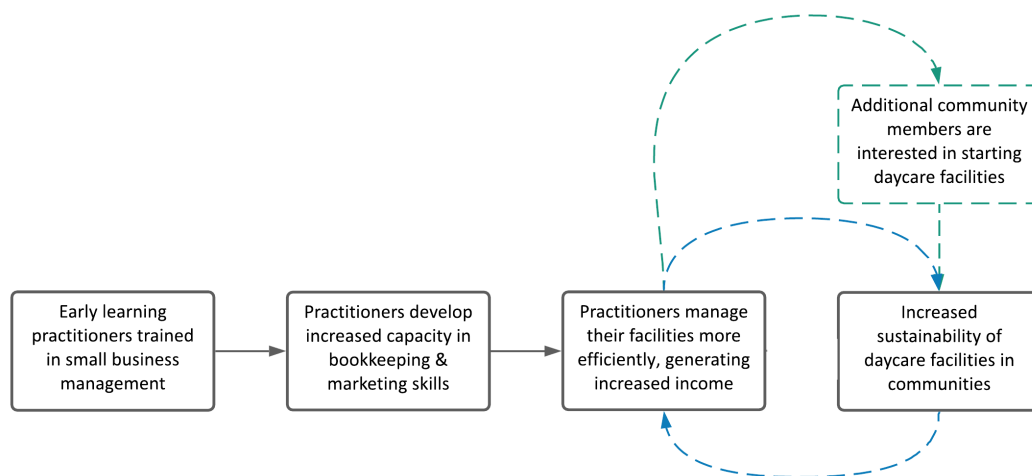 Additional community
members are
interested in starting
daycare facilities
Early learning
practitioners trained
in small business
management
Practitioners develop
increased capacity in
bookkeeping &
marketing skills
Practitioners manage
their facilities more
efficiently, generating
increased income
Increased
sustainability of
daycare facilities in
communities